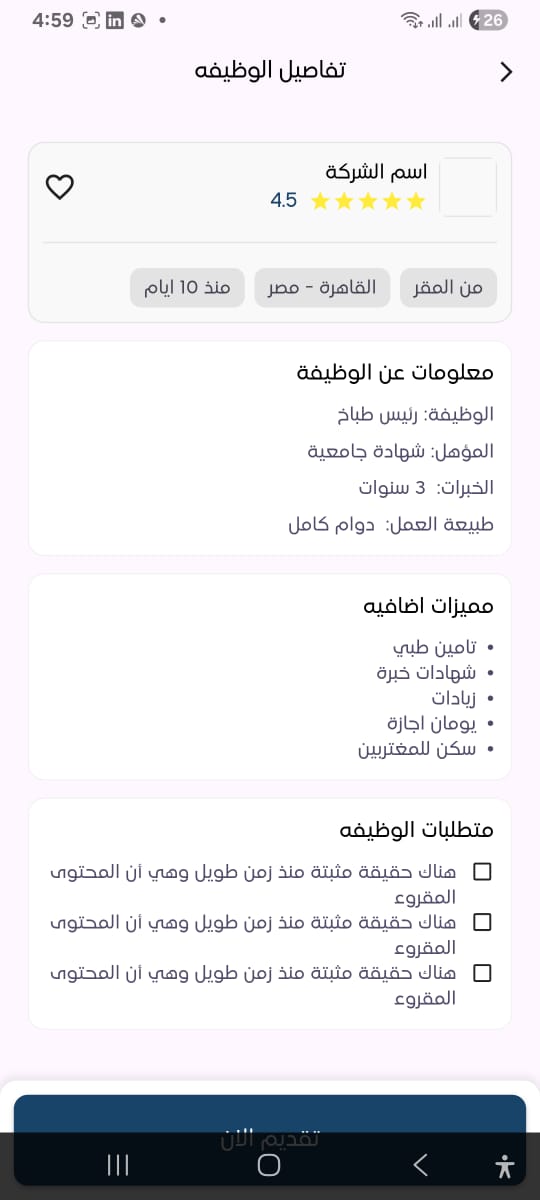 4:59
26
تفاصيل الوظيفه
اسم الشركة
4.5
من المقر
القاهرة - مصر
منذ 10 ايام
معلومات عن الوظيفة
الوظيفة: رئيس طباخ
المؤهل: شهادة جامعية
الخبرات: 3 سنوات
طبيعة العمل: دوام كامل
مميزات اضافيه
• تامين طبي
• شهادات خبرة
• زيادات
• يومان اجازة
• سكن للمغتربين
متطلبات الوظيفه
هناك حقيقة مثبتة منذ زمن طويل وهي أن المحتوى
المقروء
هناك حقيقة مثبتة منذ زمن طويل وهي أن المحتوى
المقروء
هناك حقيقة مثبتة منذ زمن طويل وهي أن المحتوى
المقروء
تقديم الان